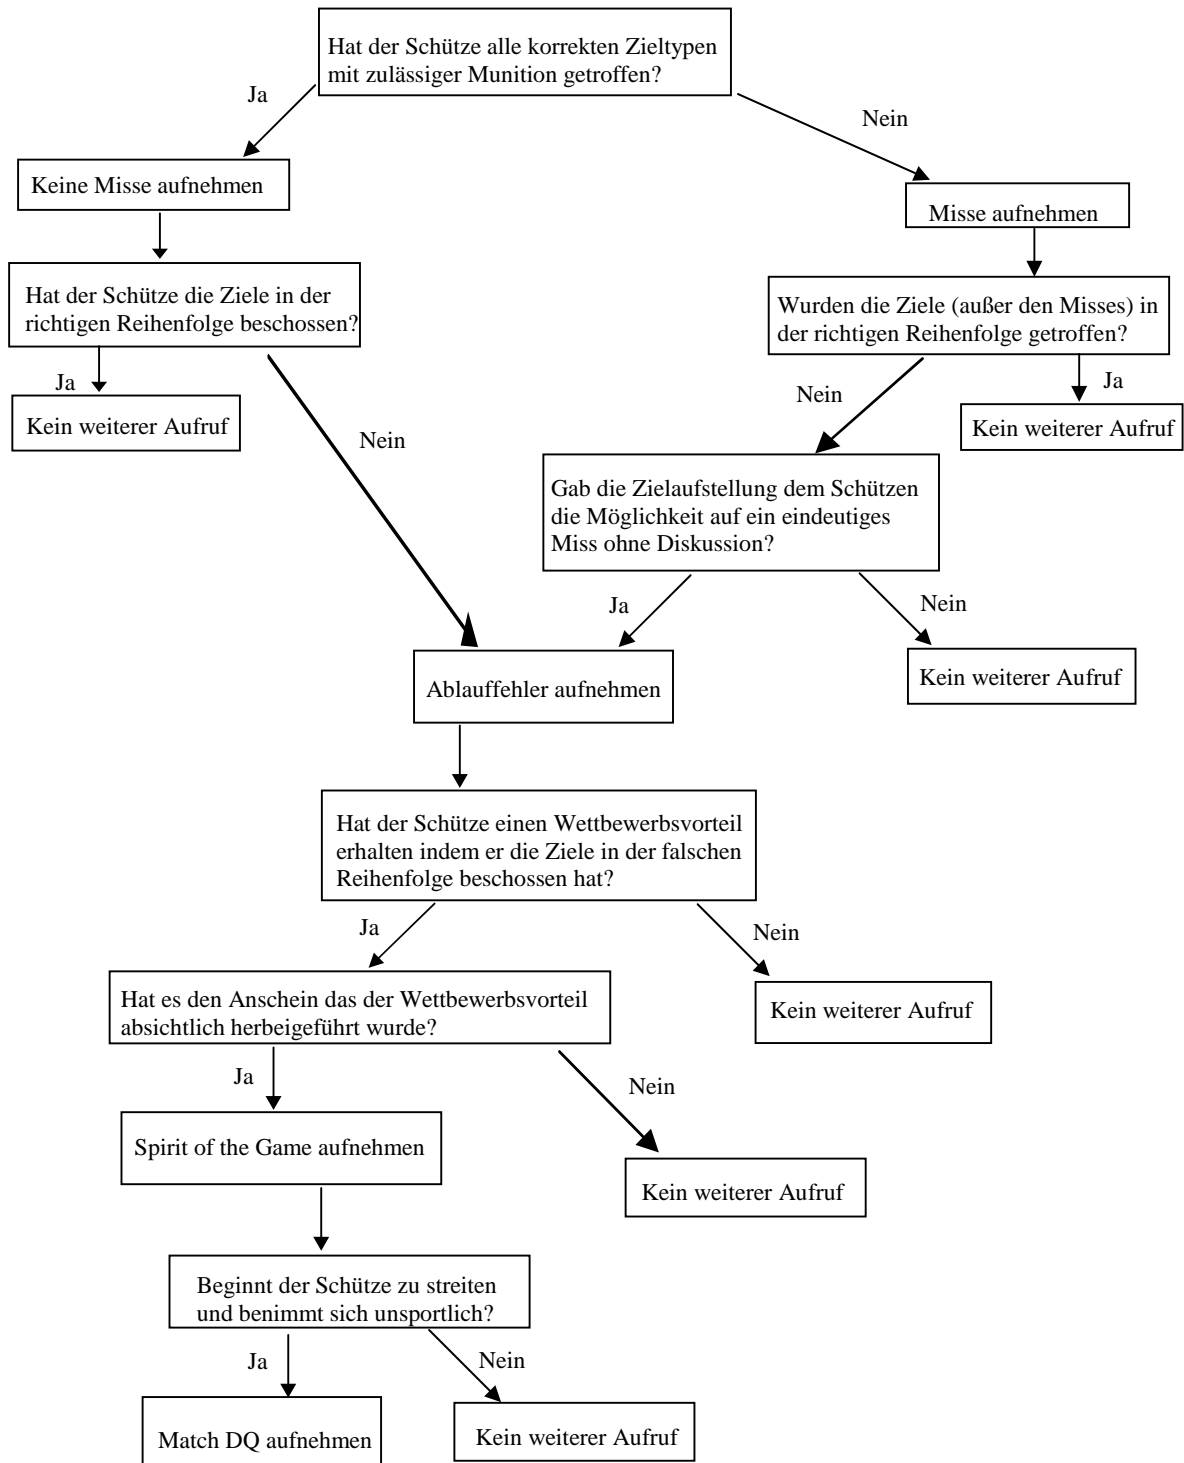 Hat der Schütze alle korrekten Zieltypen
mit zulässiger Munition getroffen?
Ja
Nein
Keine Misse aufnehmen
Misse aufnehmen
Hat der Schütze die Ziele in der
richtigen Reihenfolge beschossen?
Wurden die Ziele (außer den Misses) in
der richtigen Reihenfolge getroffen?
Ja
Nein
Nein
Ja
Kein weiterer Aufruf
Kein weiterer Aufruf
Gab die Zielaufstellung dem Schützen
die Möglichkeit auf ein eindeutiges
Miss ohne Diskussion?
Ja
Nein
Ablauffehler aufnehmen
Kein weiterer Aufruf
Hat der Schütze einen Wettbewerbsvorteil
erhalten indem er die Ziele in der falschen
Reihenfolge beschossen hat?
Ja
Nein
Hat es den Anschein das der Wettbewerbsvorteil
absichtlich herbeigeführt wurde?
Kein weiterer Aufruf
Ja
Nein
Spirit of the Game aufnehmen
Kein weiterer Aufruf
Beginnt der Schütze zu streiten
und benimmt sich unsportlich?
Ja
Nein
Match DQ aufnehmen
Kein weiterer Aufruf